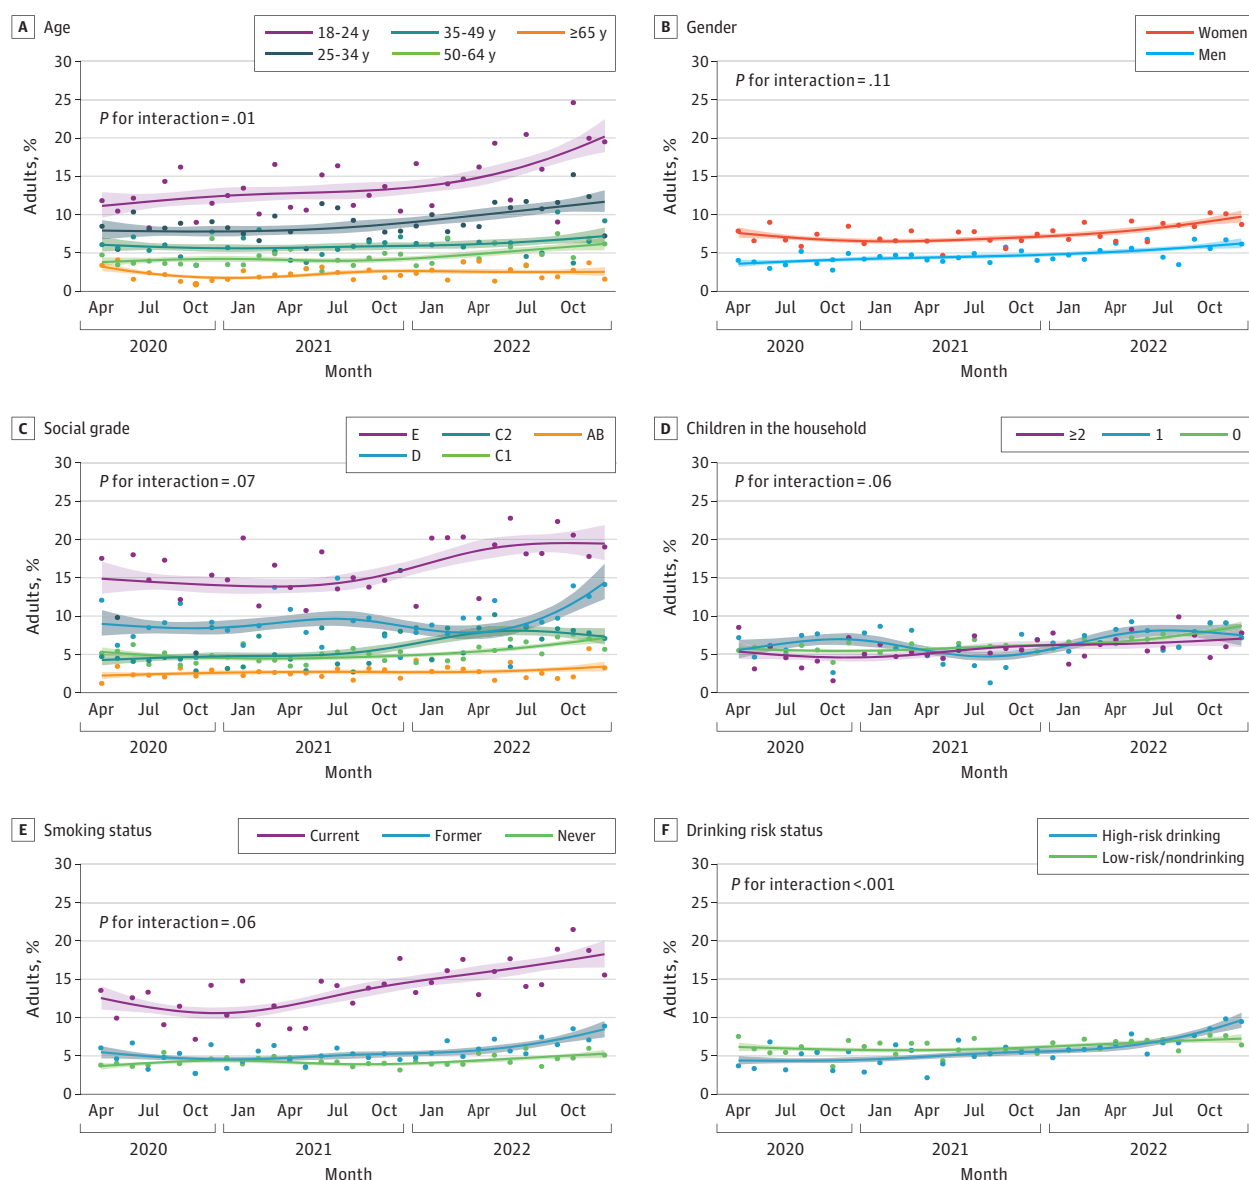 A Age
18-24 y 35-49 y ≥65 y
25-34 y 50-64 y
P for interaction = .01
30
25
20
15
10
5
0
Adults, %
Apr Jul Oct Jan Apr Jul Oct Jan Apr Jul Oct
2020 2021 2022
Month
B Gender
Women
Men
P for interaction = .11
30
25
20
15
10
5
0
Adults, %
Apr Jul Oct Jan Apr Jul Oct Jan Apr Jul Oct
2020 2021 2022
Month
C Social grade
E C2 AB
D C1
P for interaction = .07
30
25
20
15
10
5
0
Adults, %
Apr Jul Oct Jan Apr Jul Oct Jan Apr Jul Oct
2020 2021 2022
Month
D Children in the household
≥2 1 0
P for interaction = .06
30
25
20
15
10
5
0
Adults, %
Apr Jul Oct Jan Apr Jul Oct Jan Apr Jul Oct
2020 2021 2022
Month
E Smoking status
Current Former Never
P for interaction = .06
30
25
20
15
10
5
0
Adults, %
Apr Jul Oct Jan Apr Jul Oct Jan Apr Jul Oct
2020 2021 2022
Month
F Drinking risk status
High-risk drinking
Low-risk/nondrinking
P for interaction <.001
30
25
20
15
10
5
0
Adults, %
Apr Jul Oct Jan Apr Jul Oct Jan Apr Jul Oct
2020 2021 2022
Month